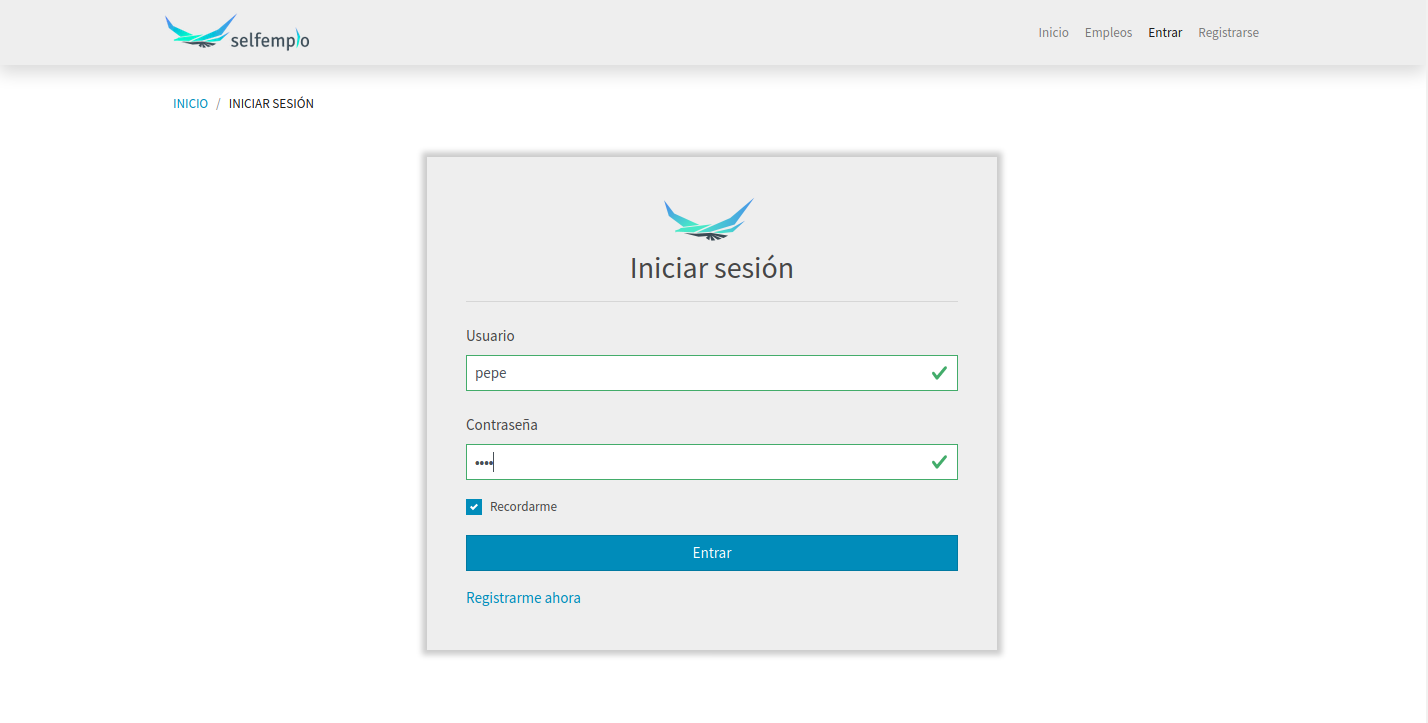 selfemplo
Inicio Empleos Entrar Registrarse
INICIO / INICIAR SESIÓN
Iniciar sesión
Usuario
pepe
Contraseña
••••
Recordarme
Entrar
Registrarme ahora